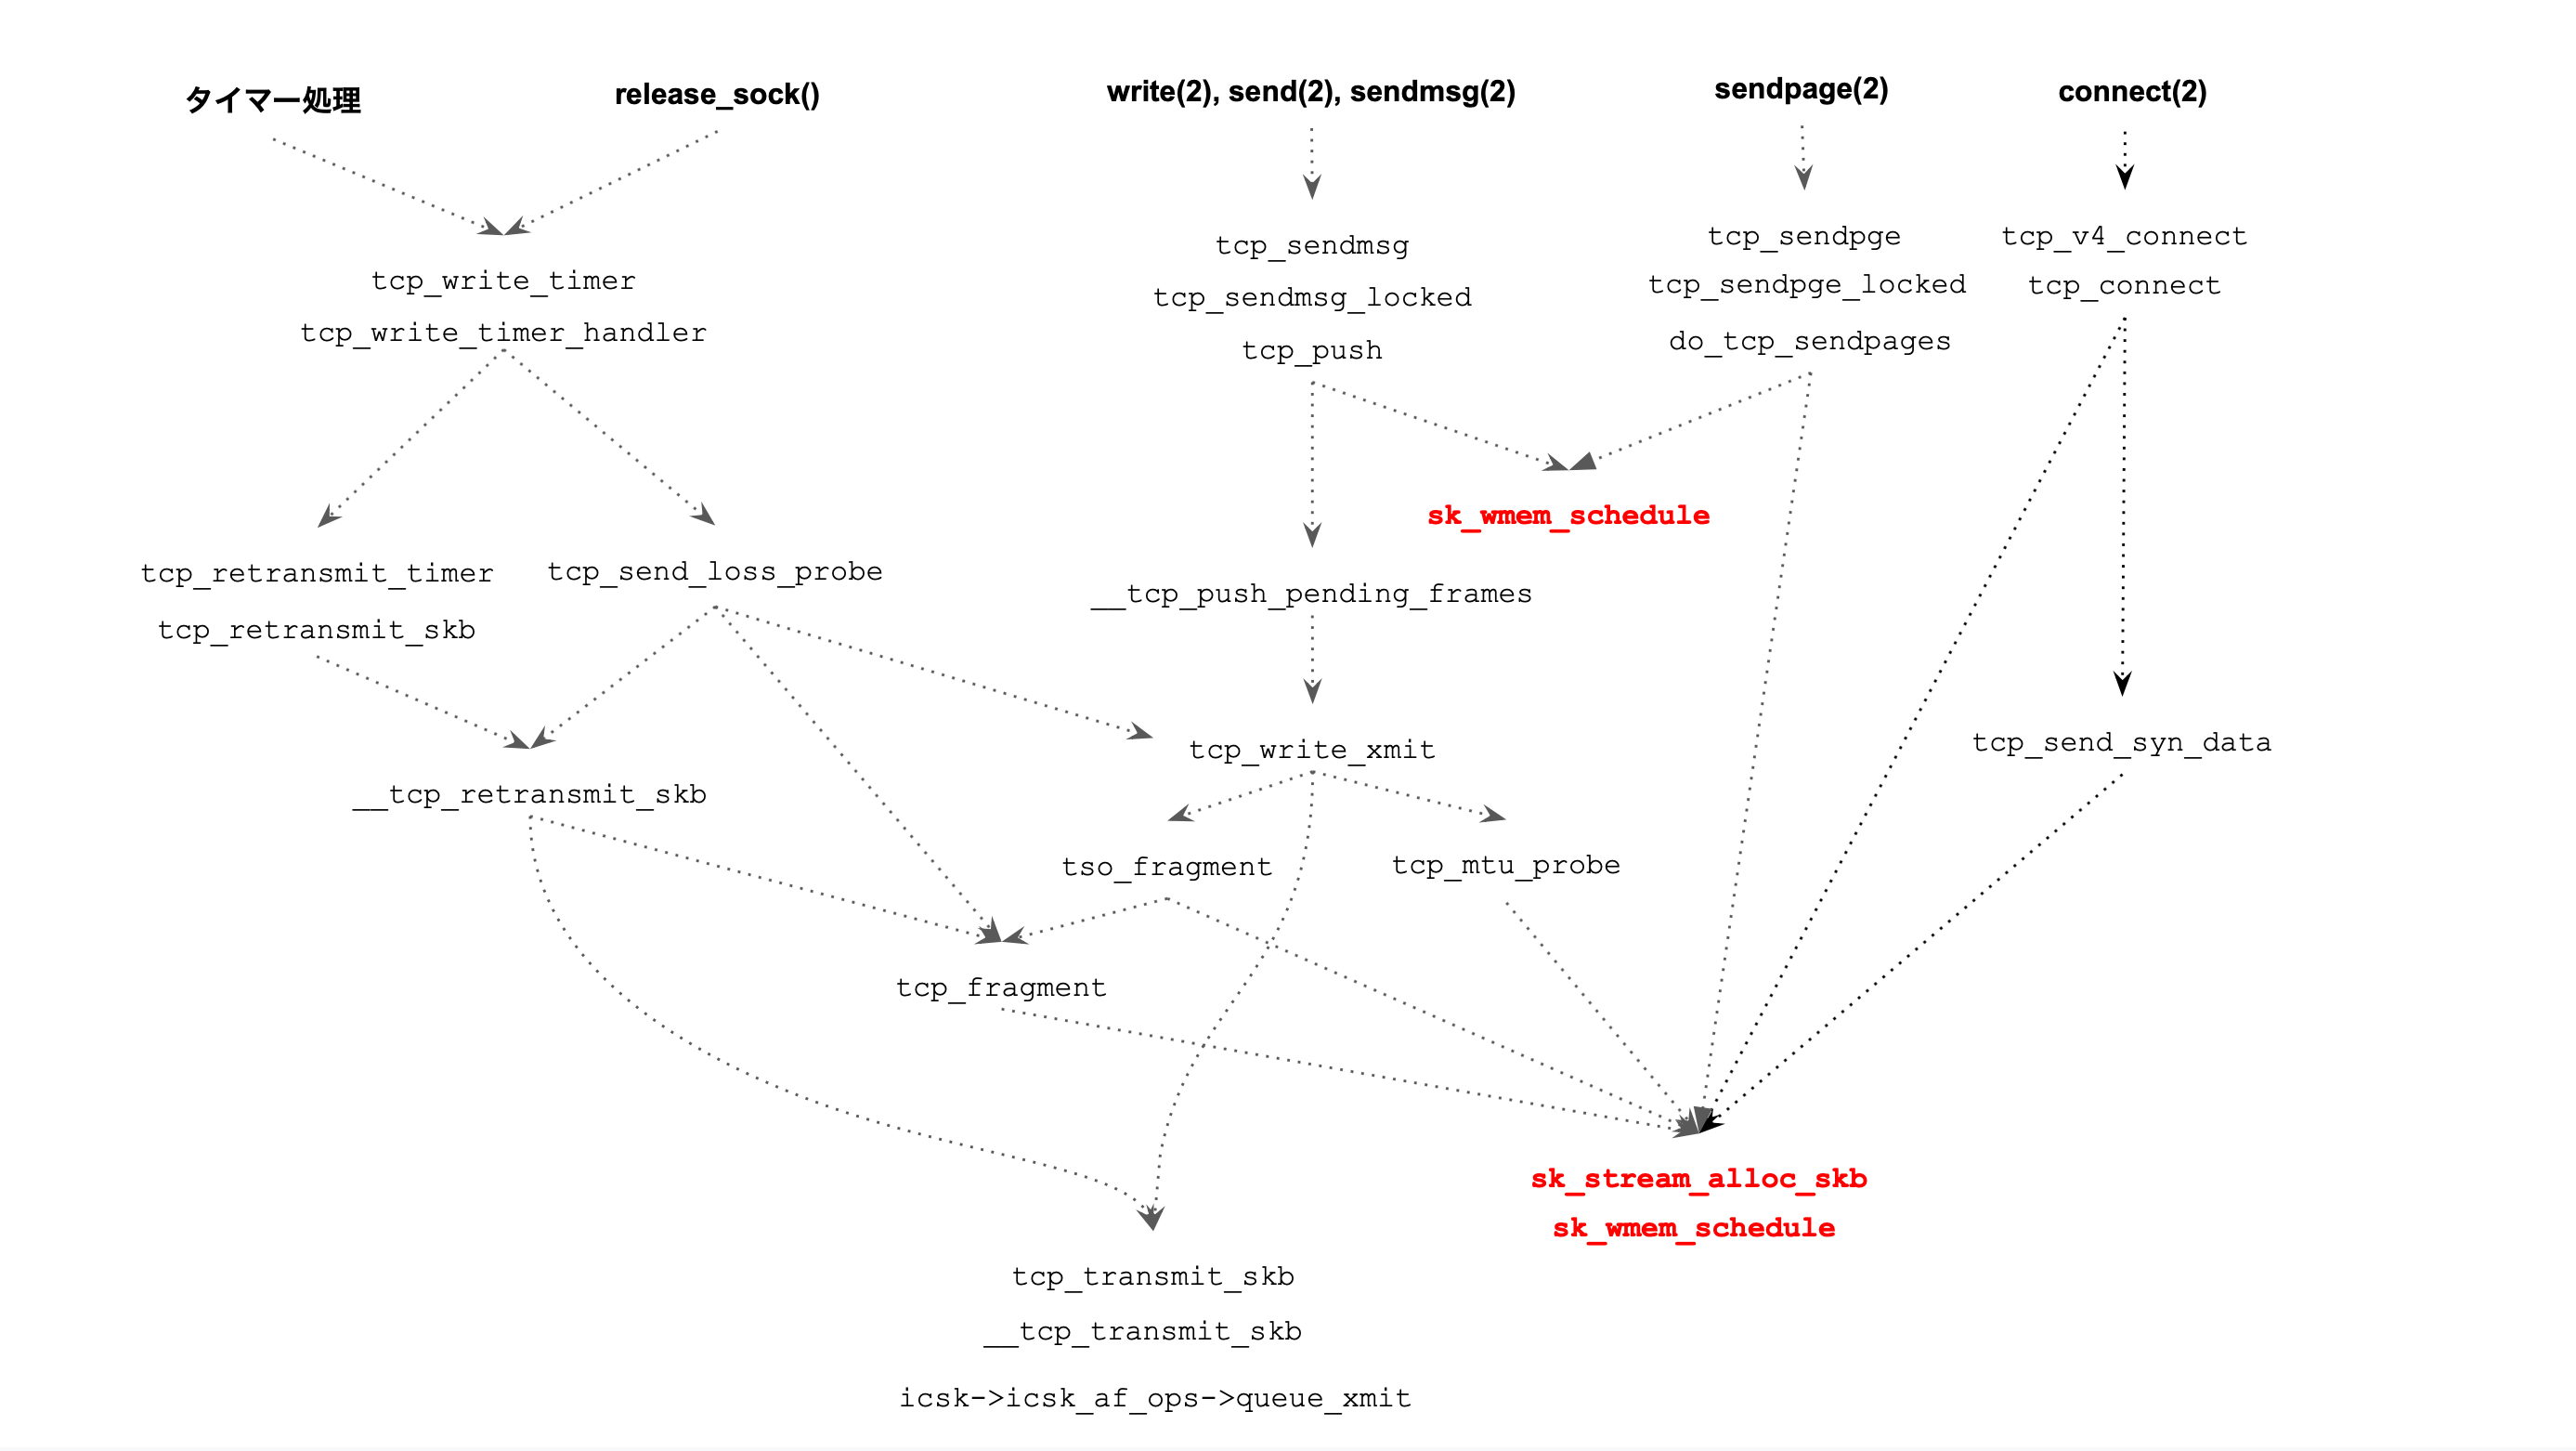 タイマー処理
release_sock()
write(2), send(2), sendmsg(2)
sendpage(2)
connect(2)
tcp_write_timer
tcp_write_timer_handler
tcp_sendmsg
tcp_sendmsg_locked
tcp_push
tcp_sendpge
tcp_sendpge_locked
do_tcp_sendpages
tcp_v4_connect
tcp_connect
sk_wmem_schedule
tcp_retransmit_timer
tcp_retransmit_skb
tcp_send_loss_probe
__tcp_push_pending_frames
tcp_write_xmit
tcp_send_syn_data
__tcp_retransmit_skb
tso_fragment
tcp_mtu_probe
tcp_fragment
sk_stream_alloc_skb
sk_wmem_schedule
tcp_transmit_skb
__tcp_transmit_skb
icsk->icsk_af_ops->queue_xmit